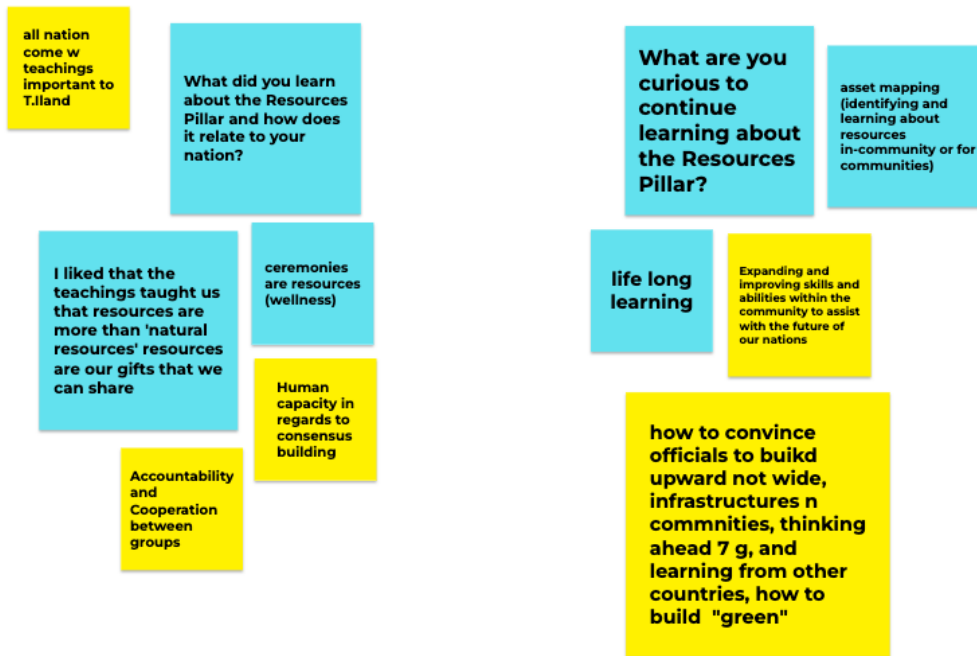 all nation
come w
teachings
important to
T.Iland
What did you learn
about the Resources
Pillar and how does
it relate to your
nation?
I liked that the
teachings taught us
that resources are
more than 'natural
resources' resources
are our gifts that we
can share
ceremonies
are resources
(wellness)
Human
capacity in
regards to
consensus
building
Accountability
and
Cooperation
between
groups
What are you
curious to
continue
learning about
the Resources
Pillar?
asset mapping
(identifying and
learning about
resources
in-community or for
communities)
life long
learning
Expanding and
improving skills and
abilities within the
community to assist
with the future of
our nations
how to convince
officials to buikd
upward not wide,
infrastructures n
commnities, thinking
ahead 7 g, and
learning from other
countries, how to
build "green"